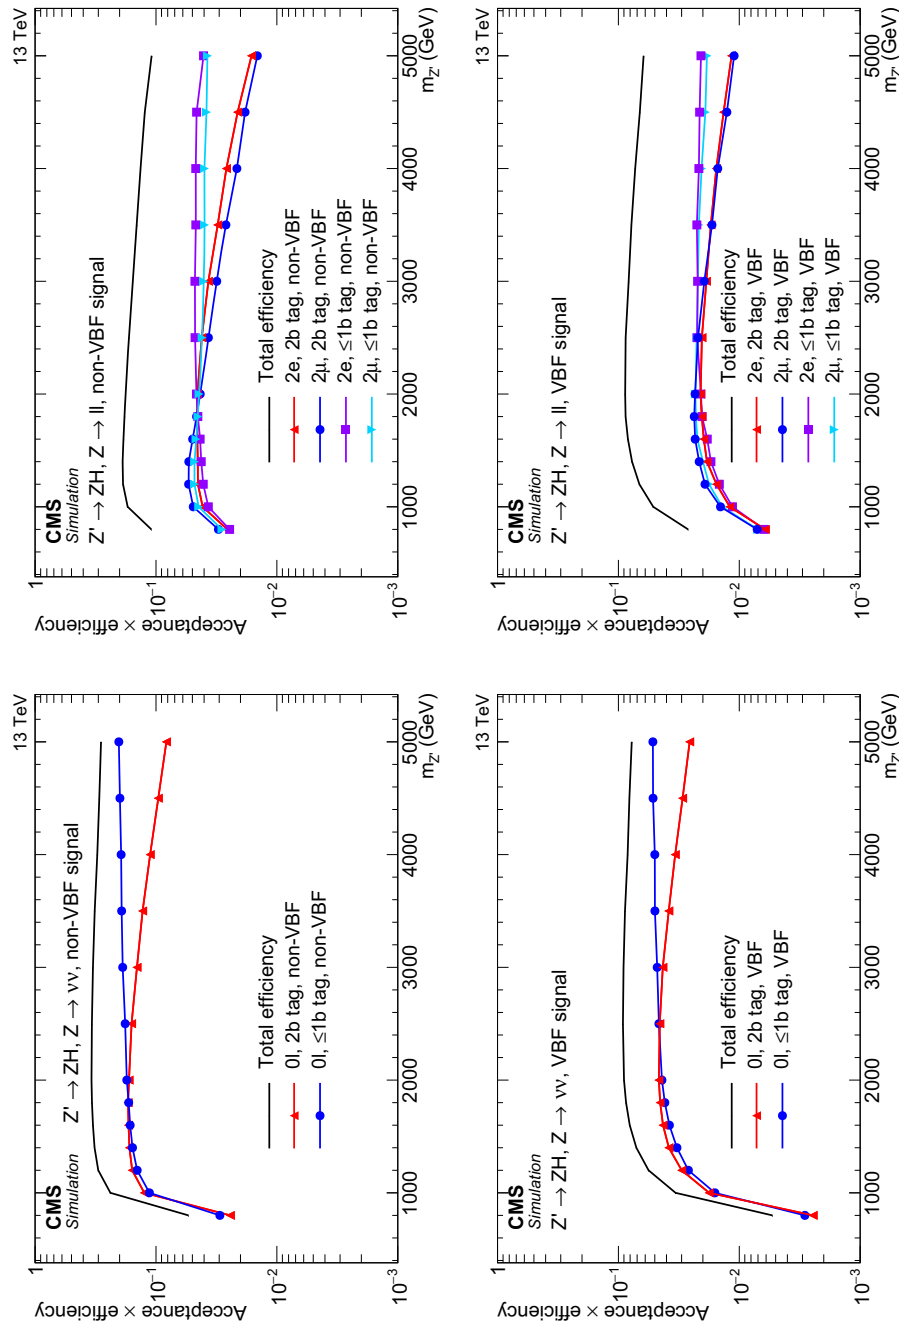 13 TeV
CMS
Simulation
Z' → ZH, Z → νν, non-VBF signal
Total efficiency
0l, 2b tag, non-VBF
0l, ≤1b tag, non-VBF
Acceptance × efficiency
1
10⁻¹
10⁻²
10⁻³
1000 2000 3000 4000 5000
m_Z' (GeV)
13 TeV
CMS
Simulation
Z' → ZH, Z → νν, VBF signal
Total efficiency
0l, 2b tag, VBF
0l, ≤1b tag, VBF
Acceptance × efficiency
1
10⁻¹
10⁻²
10⁻³
1000 2000 3000 4000 5000
m_Z' (GeV)
13 TeV
CMS
Simulation
Z' → ZH, Z → ll, non-VBF signal
Total efficiency
2e, 2b tag, non-VBF
2μ, 2b tag, non-VBF
2e, ≤1b tag, non-VBF
2μ, ≤1b tag, non-VBF
Acceptance × efficiency
1
10⁻¹
10⁻²
10⁻³
1000 2000 3000 4000 5000
m_Z' (GeV)
13 TeV
CMS
Simulation
Z' → ZH, Z → ll, VBF signal
Total efficiency
2e, 2b tag, VBF
2μ, 2b tag, VBF
2e, ≤1b tag, VBF
2μ, ≤1b tag, VBF
Acceptance × efficiency
1
10⁻¹
10⁻²
10⁻³
1000 2000 3000 4000 5000
m_Z' (GeV)